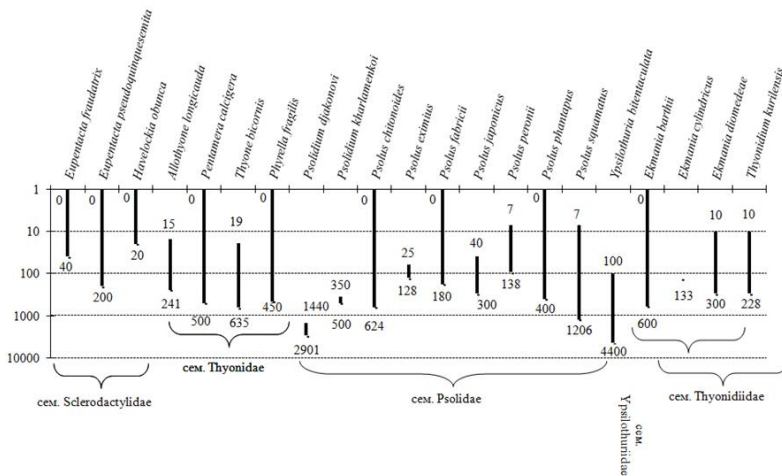 Eupentacta fraudatrix
Eupentacta pseudoquinquesemita
Havelockia obunca
Allothyone longicauda
Pentamera calcigera
Thyone bicornis
Phyrella fragilis
Psolidium djakonovi
Psolidium kharlamenkoi
Psolus chitonoides
Psolus eximius
Psolus fabricii
Psolus japonicus
Psolus peronii
Psolus phantapus
Psolus squamatus
Ypsilothuria bitentaculata
Ekmania barthii
Ekmania cylindricus
Ekmania diomedeae
Thyonidium kurilensis
1
10
100
1000
10000
0
40
0
200
0
20
15
241
0
500
19
635
0
450
1440
2901
350
500
0
624
25
128
0
180
40
300
7
138
0
400
7
1206
100
4400
0
600
133
10
300
10
228
сем. Sclerodactylidae
сем. Thyonidae
сем. Psolidae
сем.
Ypsilothuriidae
сем. Thyonidiidae